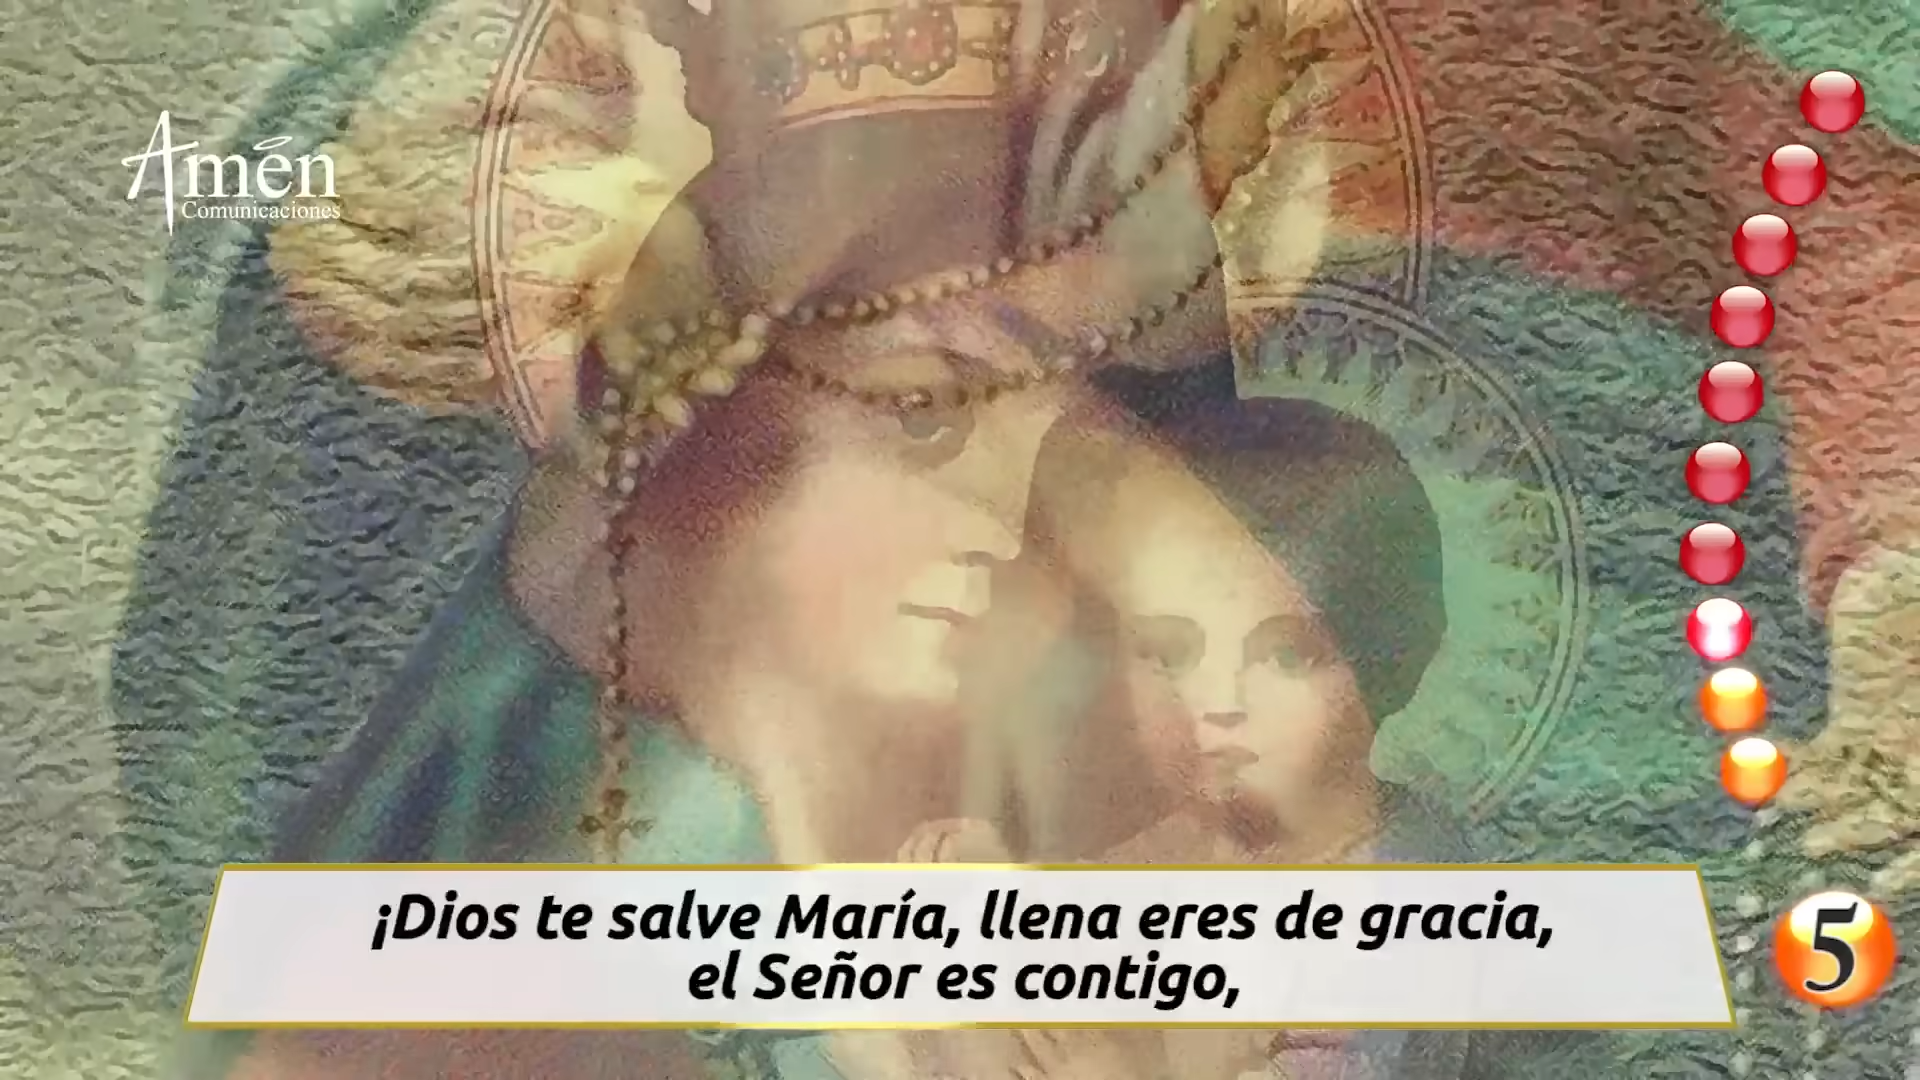 Amén
Comunicaciones
¡Dios te salve María, llena eres de gracia,
el Señor es contigo,
5